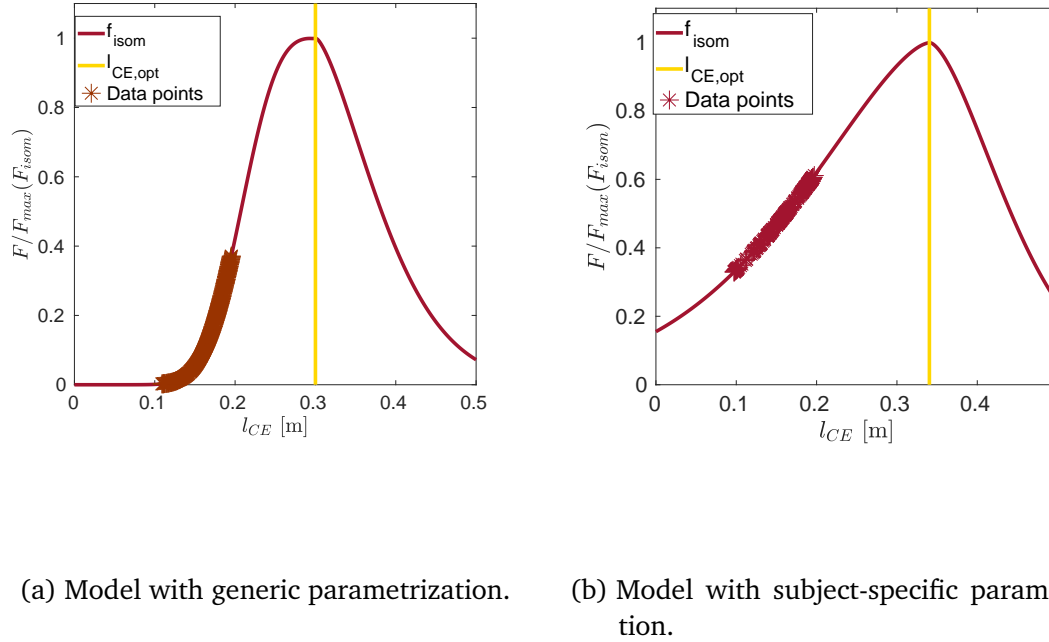 f_isom
l_CE,opt
Data points
F/F_max(F_isom)
1
0.8
0.6
0.4
0.2
0
0 0.1 0.2 0.3 0.4 0.5
l_CE [m]
f_isom
l_CE,opt
Data points
F/F_max(F_isom)
1
0.8
0.6
0.4
0.2
0
0 0.1 0.2 0.3 0.4
l_CE [m]
(a) Model with generic parametrization.
(b) Model with subject-specific param
tion.